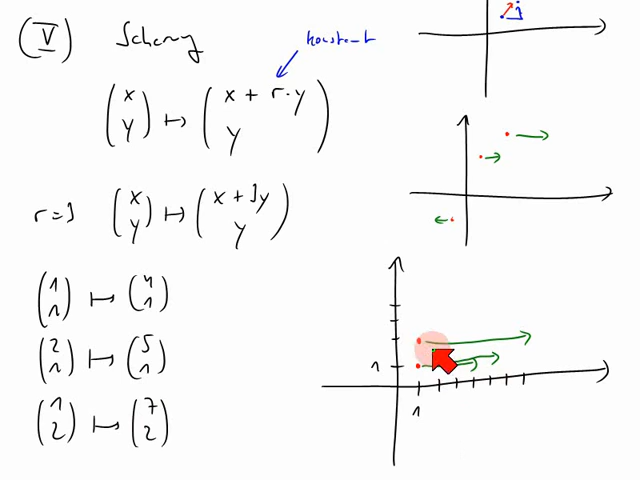 (V) Scherung
konstant
(x y) ↦ (x + r·y y)
r=3 (x y) ↦ (x + 3y y)
(1 1) ↦ (4 1)
(2 1) ↦ (5 1)
(1 2) ↦ (7 2)
1
1